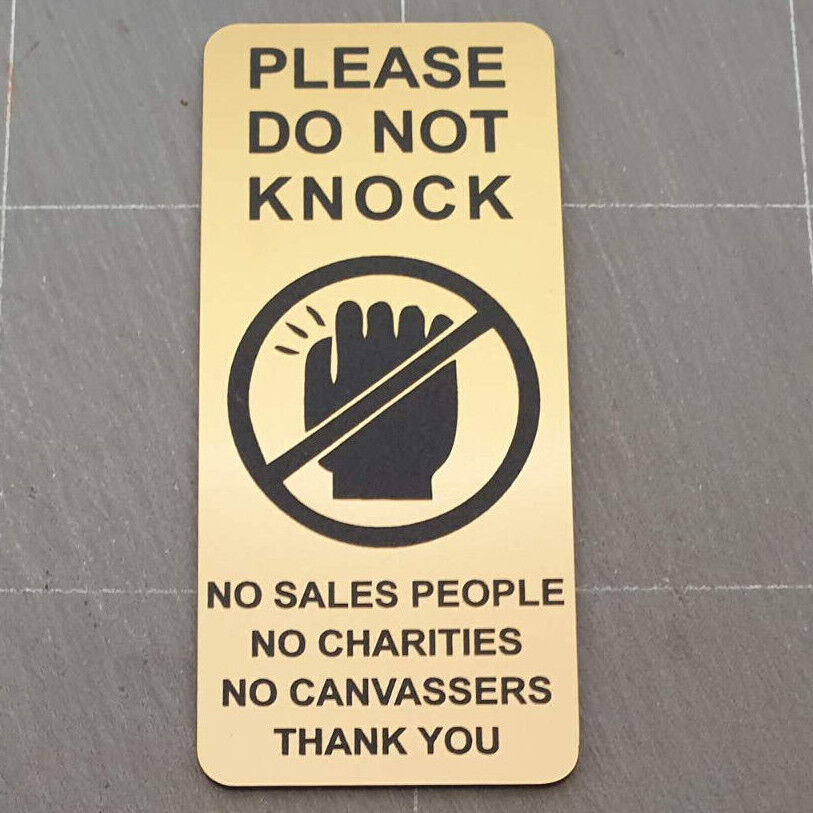 PLEASE
DO NOT
KNOCK
NO SALES PEOPLE
NO CHARITIES
NO CANVASSERS
THANK YOU